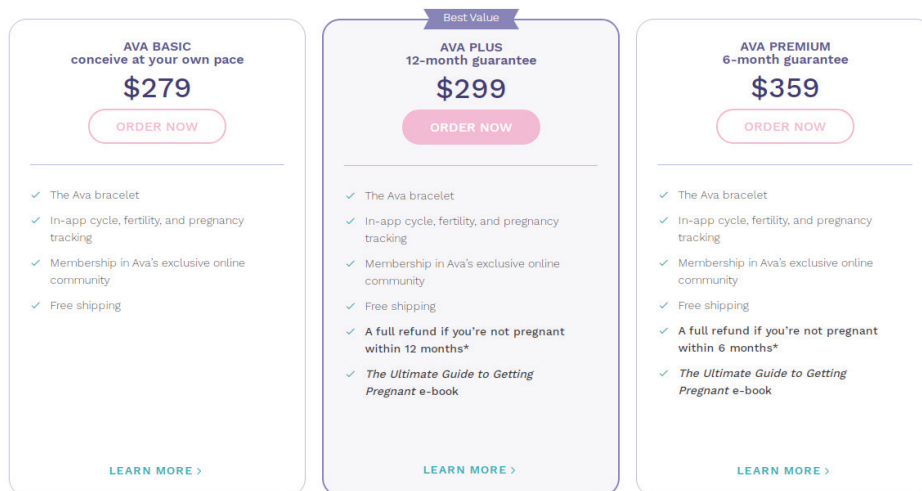 AVA BASIC
conceive at your own pace
$279
ORDER NOW
The Ava bracelet
In-app cycle, fertility, and pregnancy
tracking
Membership in Ava's exclusive online
community
Free shipping
LEARN MORE
Best Value
AVA PLUS
12-month guarantee
$299
ORDER NOW
The Ava bracelet
In-app cycle, fertility, and pregnancy
tracking
Membership in Ava's exclusive online
community
Free shipping
A full refund if you're not pregnant
within 12 months*
The Ultimate Guide to Getting
Pregnant e-book
LEARN MORE
AVA PREMIUM
6-month guarantee
$359
ORDER NOW
The Ava bracelet
In-app cycle, fertility, and pregnancy
tracking
Membership in Ava's exclusive online
community
Free shipping
A full refund if you're not pregnant
within 6 months*
The Ultimate Guide to Getting
Pregnant e-book
LEARN MORE